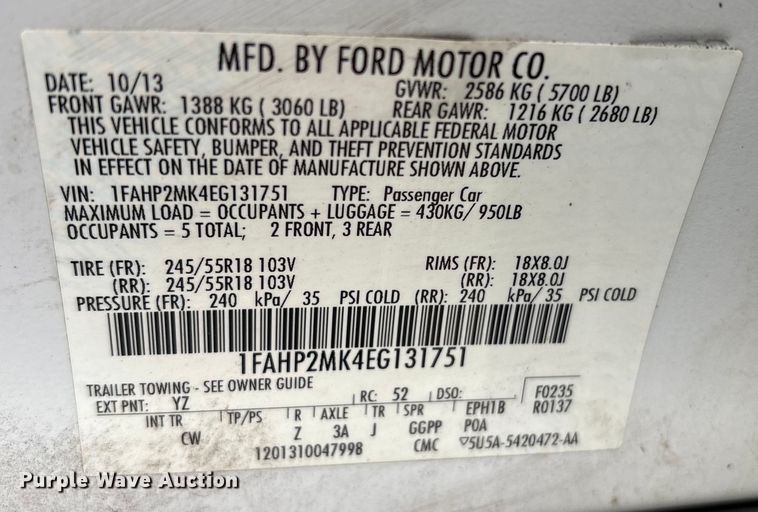 MFD. BY FORD MOTOR CO.
DATE: 10/13 GVWR: 2586 KG ( 5700 LB)
FRONT GAWR: 1388 KG ( 3060 LB) REAR GAWR: 1216 KG ( 2680 LB)
THIS VEHICLE CONFORMS TO ALL APPLICABLE FEDERAL MOTOR
VEHICLE SAFETY, BUMPER, AND THEFT PREVENTION STANDARDS
IN EFFECT ON THE DATE OF MANUFACTURE SHOWN ABOVE.
VIN: 1FAHP2MK4EG131751 TYPE: Passenger Car
MAXIMUM LOAD = OCCUPANTS + LUGGAGE = 430KG/ 950LB
OCCUPANTS = 5 TOTAL; 2 FRONT, 3 REAR
TIRE (FR): 245/55R18 103V RIMS (FR): 18X8.0J
(RR): 245/55R18 103V (RR): 18X8.0J
PRESSURE (FR): 240 kPa/ 35 PSI COLD (RR): 240 kPa/ 35 PSI COLD
1FAHP2MK4EG131751
TRAILER TOWING - SEE OWNER GUIDE
EXT PNT: YZ RC: 52 DSO: F0235
INT TR TP/PS R AXLE TR SPR EPH1B R0137
CW Z 3A J GGPP POA
1201310047998 CMC ▽5U5A-5420472-AA
Purple Wave Auction